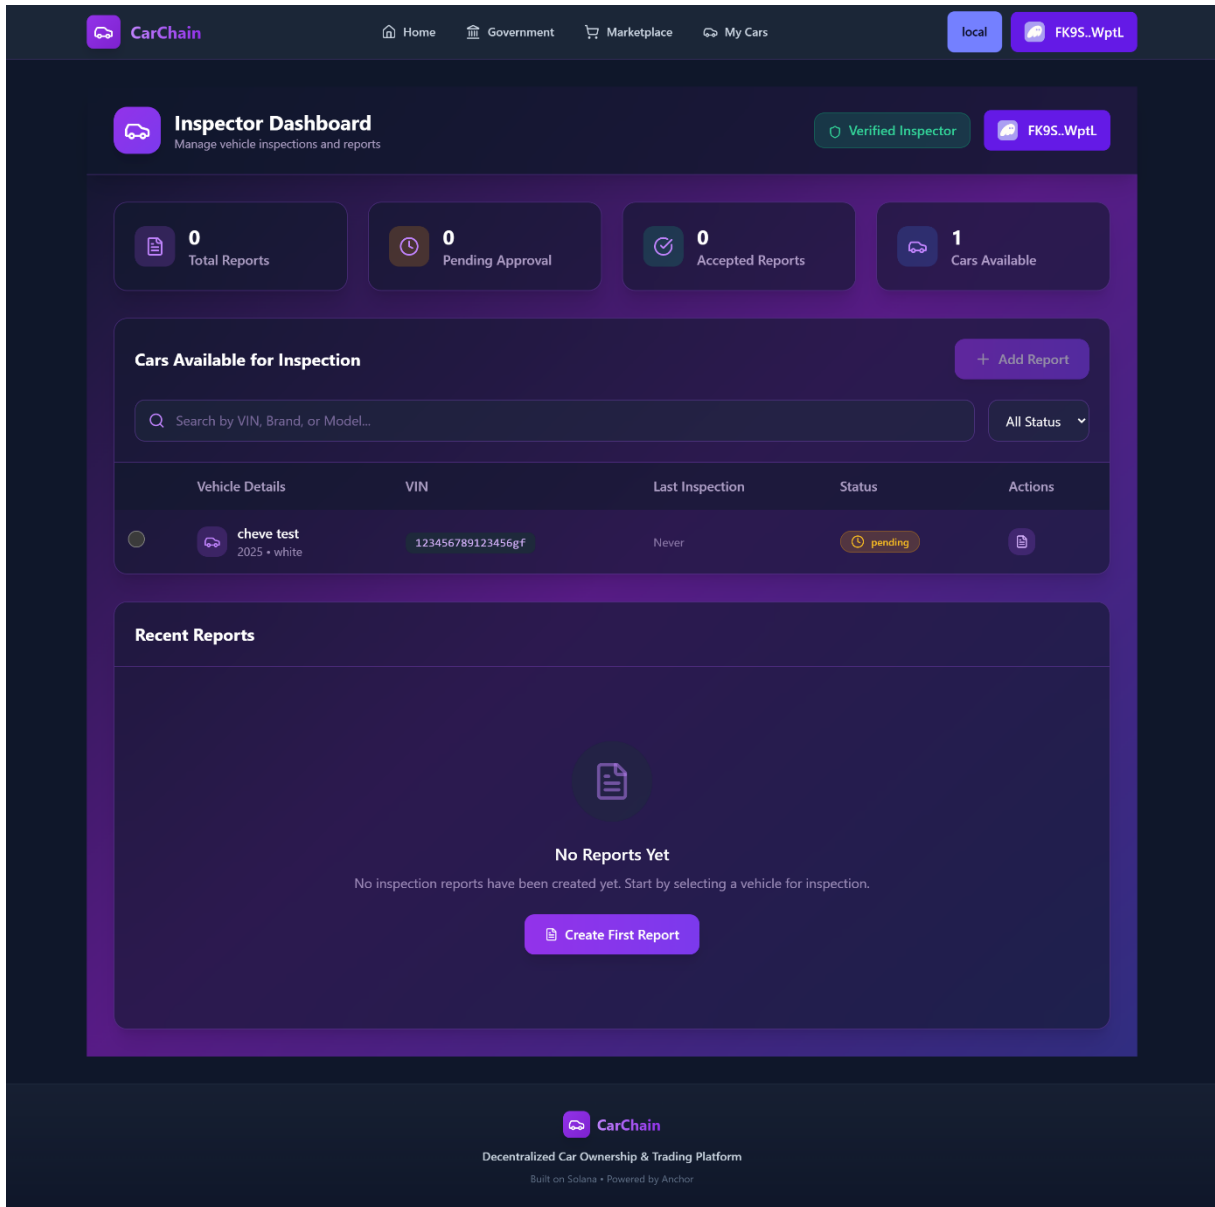 CarChain
Home
Government
Marketplace
My Cars
local
FK9S..WptL
Inspector Dashboard
Manage vehicle inspections and reports
Verified Inspector
FK9S..WptL
0
Total Reports
0
Pending Approval
0
Accepted Reports
1
Cars Available
Cars Available for Inspection
+ Add Report
Search by VIN, Brand, or Model...
All Status
Vehicle Details VIN Last Inspection Status Actions
cheve test
2025 • white
123456789123456gf
Never
pending
Recent Reports
No Reports Yet
No inspection reports have been created yet. Start by selecting a vehicle for inspection.
Create First Report
CarChain
Decentralized Car Ownership & Trading Platform
Built on Solana • Powered by Anchor